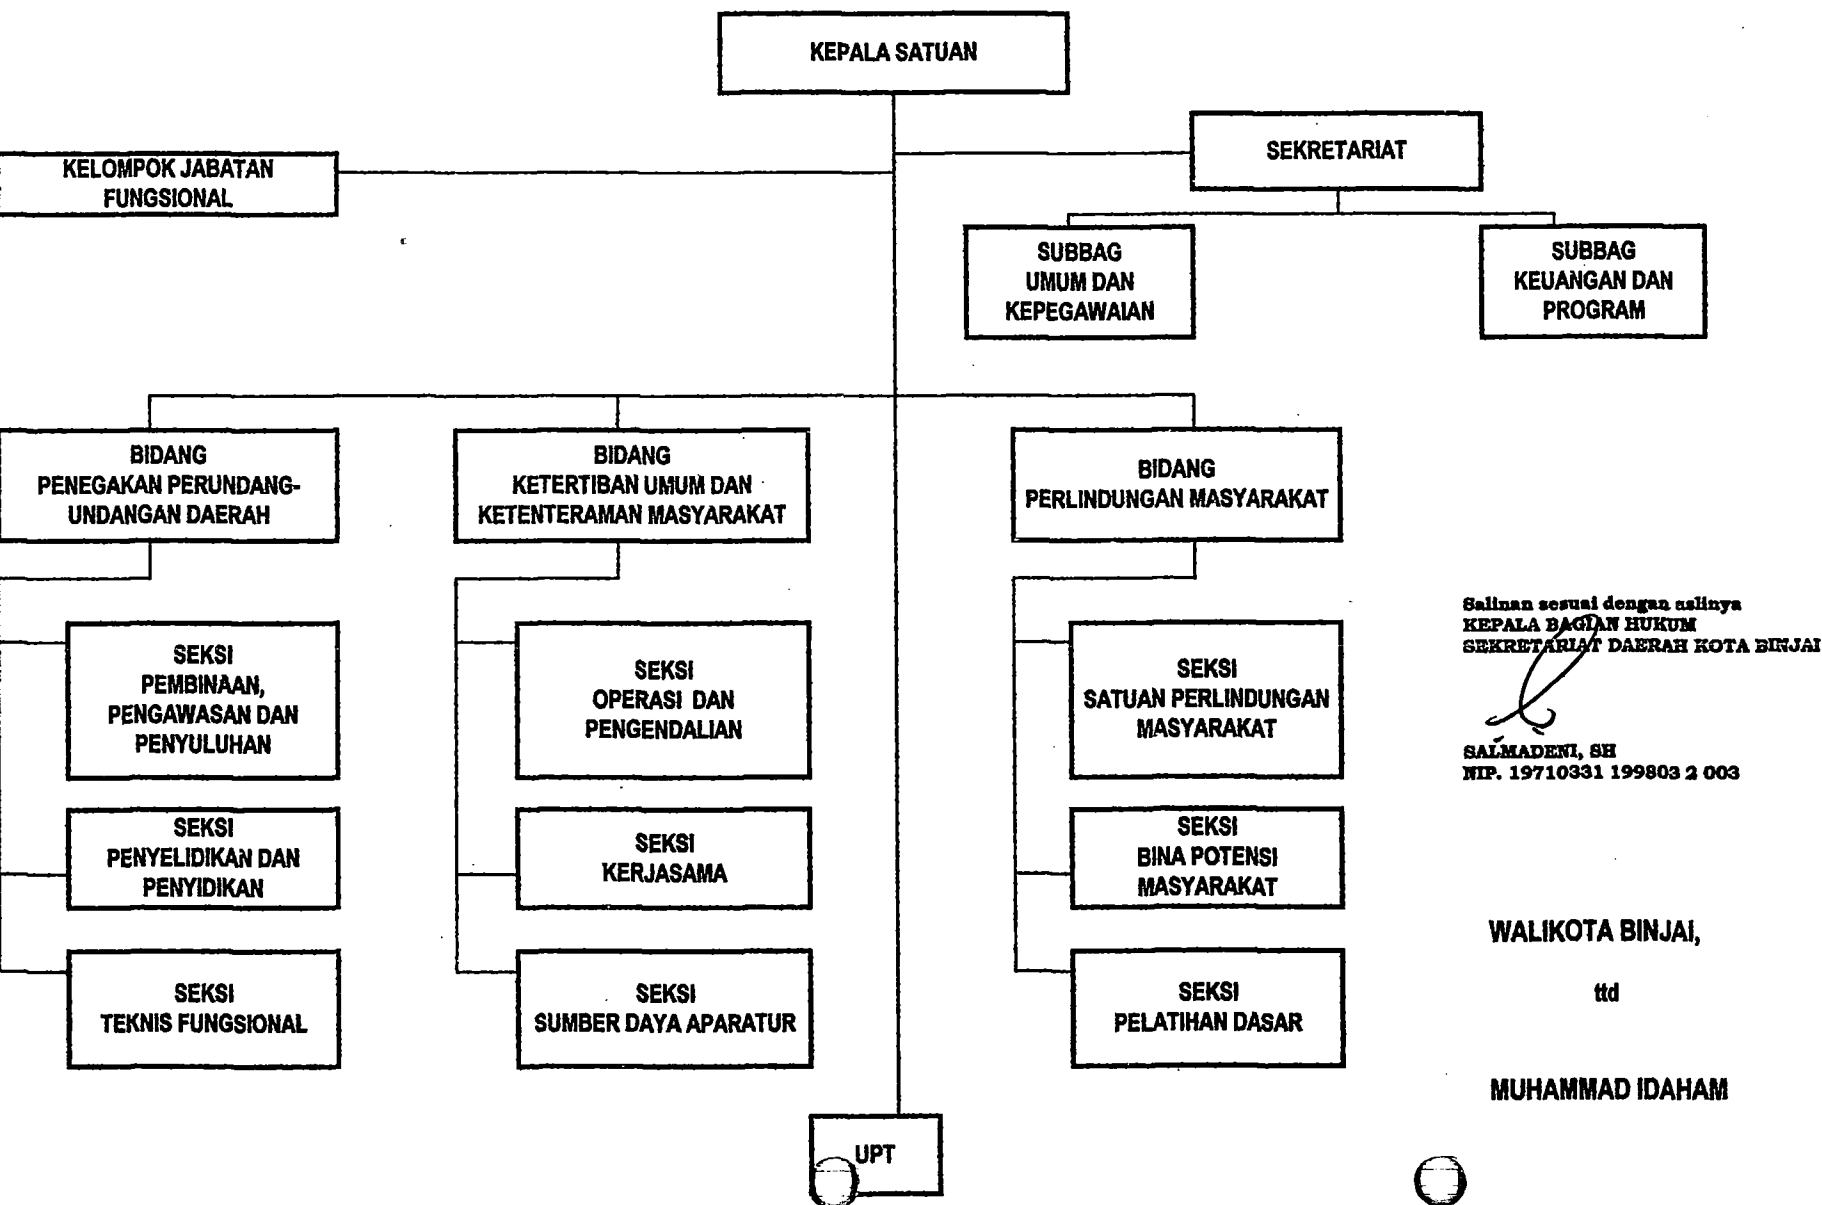 KEPALA SATUAN
SEKRETARIAT
KELOMPOK JABATAN
FUNGSIONAL
SUBBAG
UMUM DAN
KEPEGAWAIAN
SUBBAG
KEUANGAN DAN
PROGRAM
BIDANG
PENEGAKAN PERUNDANG-
UNDANGAN DAERAH
BIDANG
KETERTIBAN UMUM DAN
KETENTERAMAN MASYARAKAT
BIDANG
PERLINDUNGAN MASYARAKAT
SEKSI
PEMBINAAN,
PENGAWASAN DAN
PENYULUHAN
SEKSI
OPERASI DAN
PENGENDALIAN
SEKSI
SATUAN PERLINDUNGAN
MASYARAKAT
SEKSI
PENYELIDIKAN DAN
PENYIDIKAN
SEKSI
KERJASAMA
SEKSI
BINA POTENSI
MASYARAKAT
SEKSI
TEKNIS FUNGSIONAL
SEKSI
SUMBER DAYA APARATUR
SEKSI
PELATIHAN DASAR
UPT
Salinan sesuai dengan aslinya
KEPALA BAGIAN HUKUM
SEKRETARIAT DAERAH KOTA BINJAI
SALMADENI, SH
NIP. 19710331 199803 2 003
WALIKOTA BINJAI,
ttd
MUHAMMAD IDAHAM